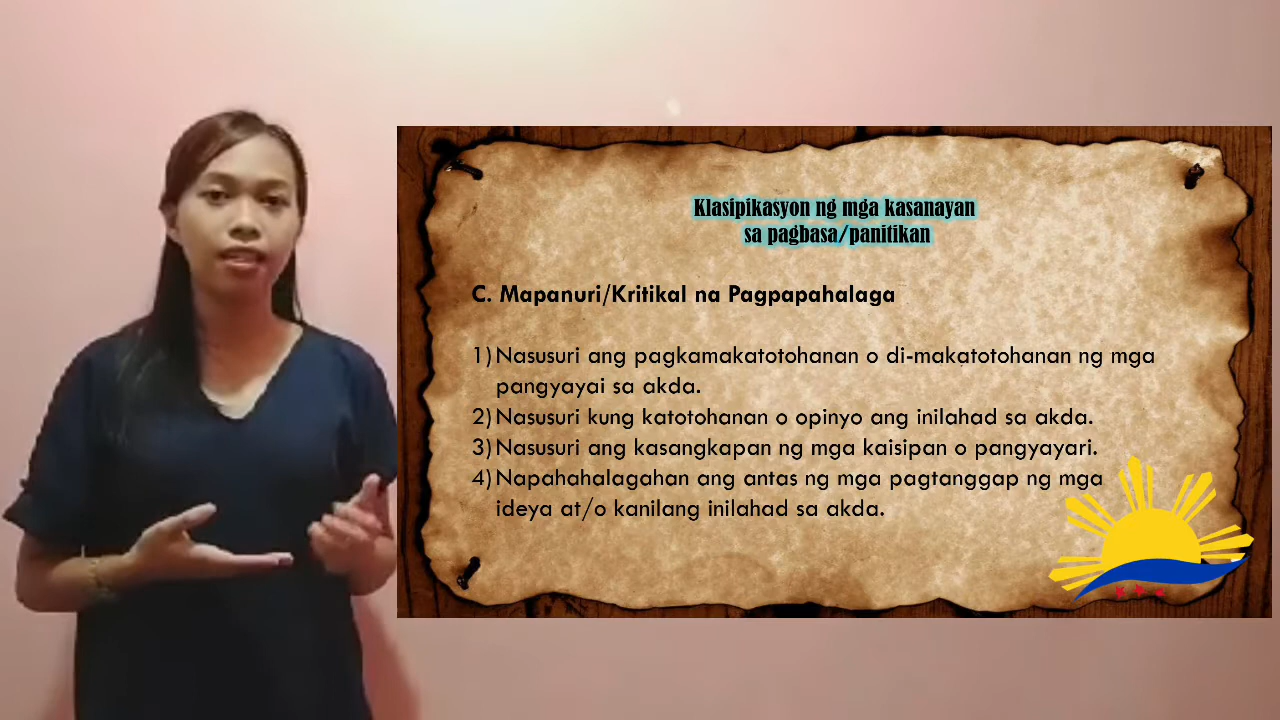 Klasipikasyon ng mga kasanayan
sa pagbasa/panitikan
C. Mapanuri/Kritikal na Pagpapahalaga
1) Nasusuri ang pagkamakatotohanan o di-makatotohanan ng mga
pangyayai sa akda.
2) Nasusuri kung katotohanan o opinyo ang inilahad sa akda.
3) Nasusuri ang kasangkapan ng mga kaisipan o pangyayari.
4) Napahahalagahan ang antas ng mga pagtanggap ng mga
ideya at/o kanilang inilahad sa akda.